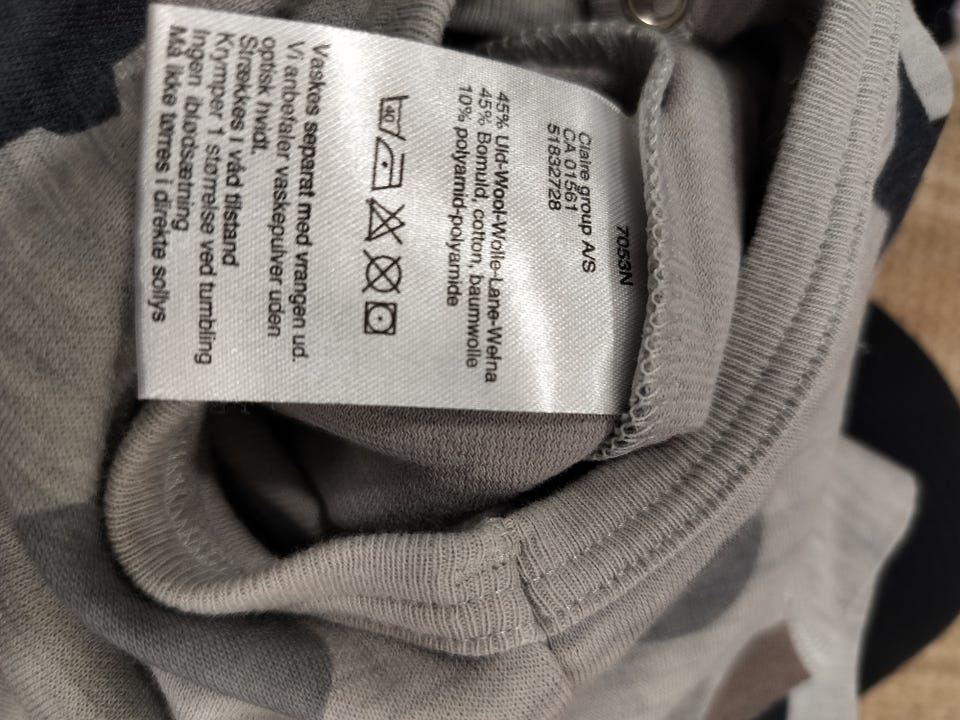 7053N
Claire group A/S
CA 01561
51832728
45% Uld-Wool-Wolle-Lane-Wełna
45% Bomuld, cotton, baumwolle
10% polyamid-polyamide
40
Vaskes separat med vrangen ud.
Vi anbefaler vaskepulver uden
optisk hvidt.
Strækkes i våd tilstand
Krymper 1 størrelse ved tumbling
Ingen iblødsætning
Må ikke tørres i direkte sollys